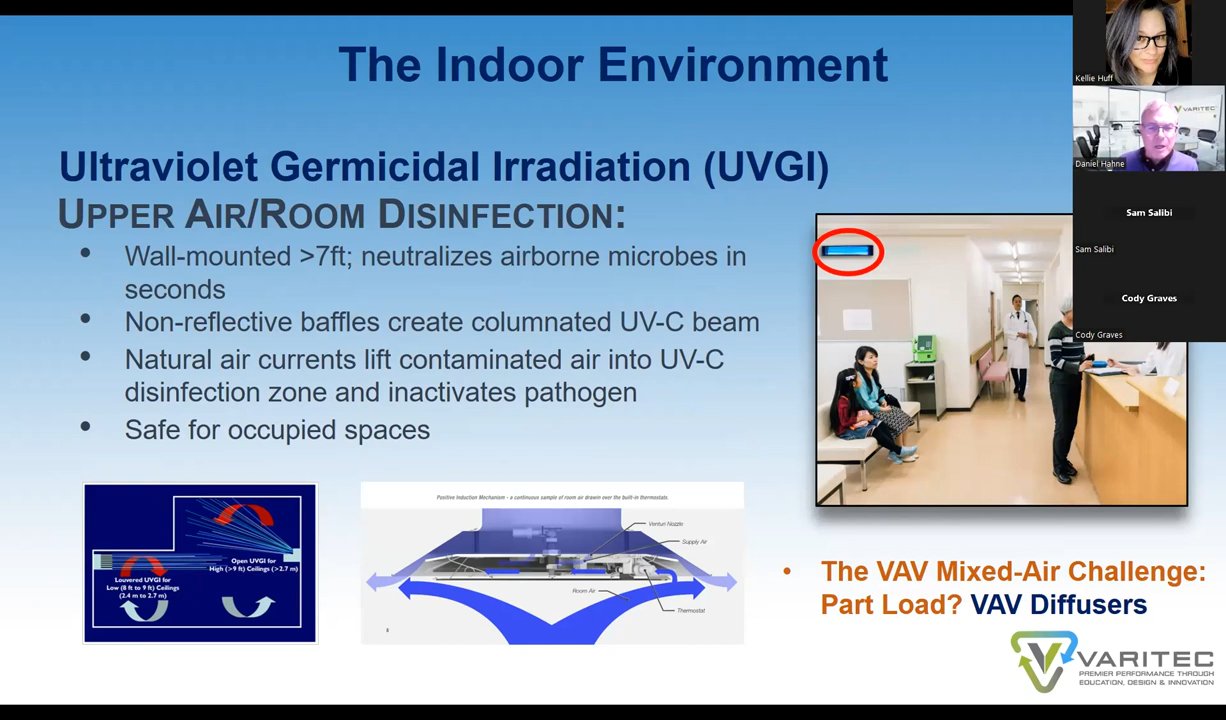 The Indoor Environment
Ultraviolet Germicidal Irradiation (UVGI)
UPPER AIR/ROOM DISINFECTION:
• Wall-mounted >7ft; neutralizes airborne microbes in
seconds
• Non-reflective baffles create columnated UV-C beam
• Natural air currents lift contaminated air into UV-C
disinfection zone and inactivates pathogen
• Safe for occupied spaces
Open UVGI for
High (>9 ft) Ceilings (>2.7 m)
Louvered UVGI for
Low (8 ft to 9 ft) Ceilings
(2.4 m to 2.7 m)
Positive Induction Mechanism - a continuous sample of room air drawn over the built-in thermostats.
Venturi Nozzle
Supply Air
Room Air
Thermostat
8
• The VAV Mixed-Air Challenge:
Part Load? VAV Diffusers
VARITEC
PREMIER PERFORMANCE THROUGH
EDUCATION, DESIGN & INNOVATION
Kellie Huff
VARITEC
Daniel Hahne
Sam Salibi
Sam Salibi
Cody Graves
Cody Graves